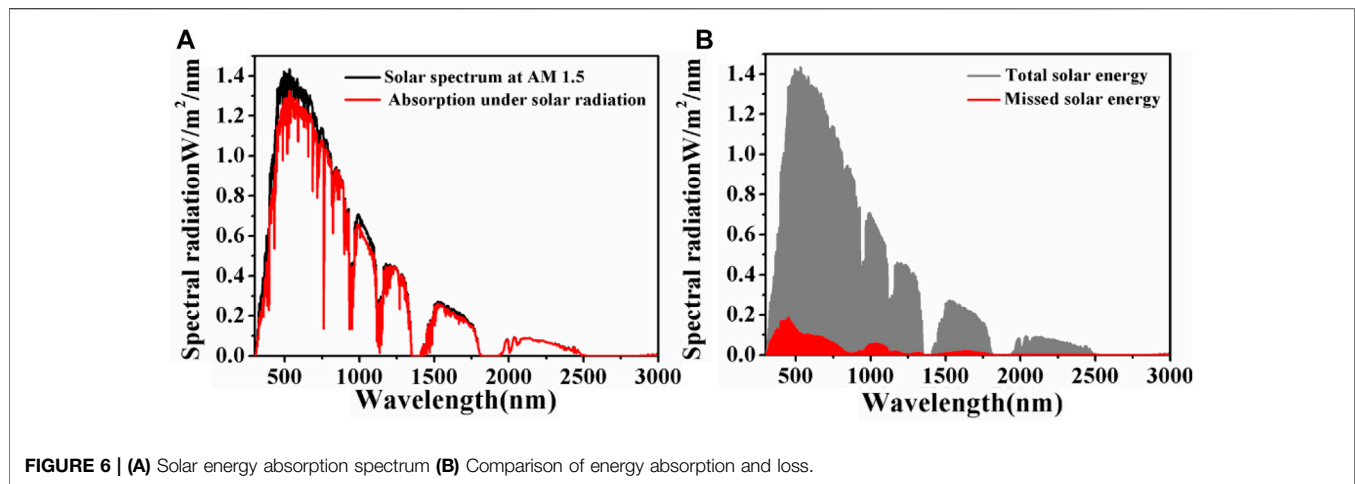 A
Solar spectrum at AM 1.5
Absorption under solar radiation
Spectral radiationW/m²/nm
1.4
1.2
1.0
0.8
0.6
0.4
0.2
0.0
500 1000 1500 2000 2500 3000
Wavelength(nm)
B
Total solar energy
Missed solar energy
Spectral radiationW/m²/nm
1.4
1.2
1.0
0.8
0.6
0.4
0.2
0.0
500 1000 1500 2000 2500 3000
Wavelength(nm)
FIGURE 6 | (A) Solar energy absorption spectrum (B) Comparison of energy absorption and loss.